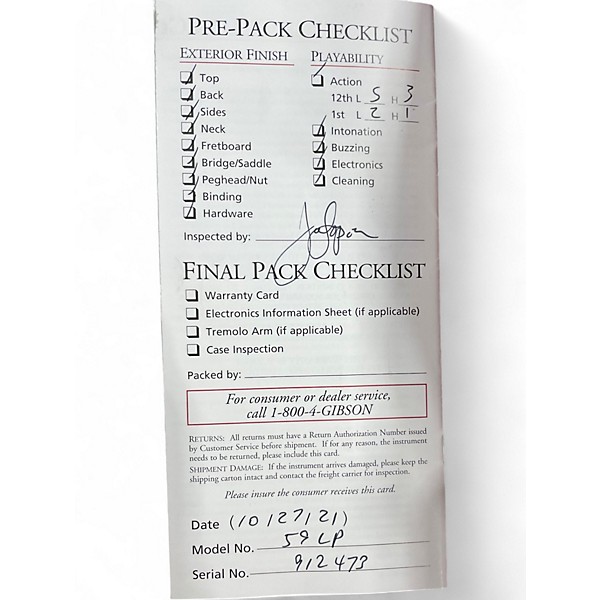 PRE-PACK CHECKLIST
EXTERIOR FINISH PLAYABILITY
Top Action
Back 12th L 5 H 3
Sides 1st L 2 H 1
Neck Intonation
Fretboard Buzzing
Bridge/Saddle Electronics
Peghead/Nut Cleaning
Binding
Hardware
Inspected by:
FINAL PACK CHECKLIST
Warranty Card
Electronics Information Sheet (if applicable)
Tremolo Arm (if applicable)
Case Inspection
Packed by:
For consumer or dealer service,
call 1-800-4-GIBSON
RETURNS: All returns must have a Return Authorization Number issued
by Customer Service before shipment. If for any reason, the instrument
needs to be returned, please include this card.
SHIPMENT DAMAGE: If the instrument arrives damaged, please keep the
shipping carton intact and contact the freight carrier for inspection.
Please insure the consumer receives this card.
Date (10/27/21)
Model No. 59 LP
Serial No. 912473